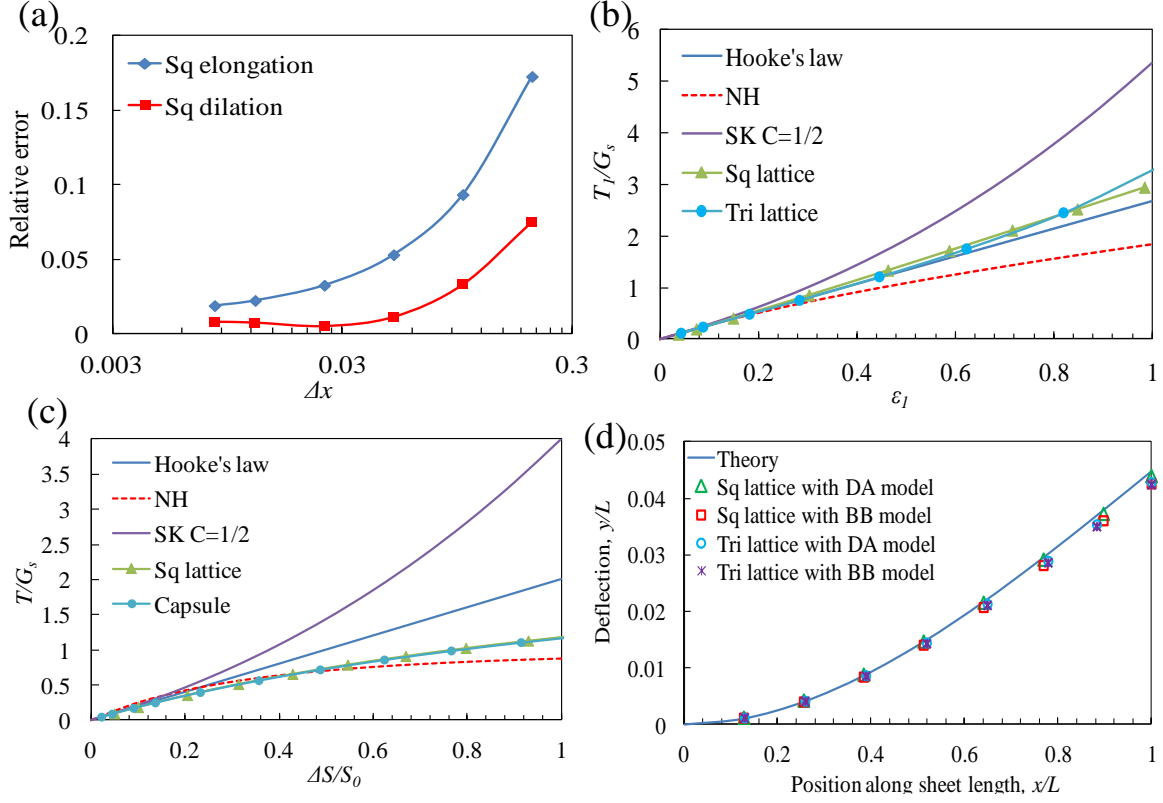 (a)
0.2
0.15
0.1
0.05
0
Relative error
Sq elongation
Sq dilation
0.003
0.03
0.3
Δx
(b)
6
5
4
3
2
1
0
T1/Gs
Hooke's law
NH
SK C=1/2
Sq lattice
Tri lattice
0
0.2
0.4
0.6
0.8
1
ε1
(c)
4
3.5
3
2.5
2
1.5
1
0.5
0
T/Gs
Hooke's law
NH
SK C=1/2
Sq lattice
Capsule
0
0.2
0.4
0.6
0.8
1
ΔS/S0
(d)
0.05
0.04
0.03
0.02
0.01
0
Deflection, y/L
Theory
Sq lattice with DA model
Sq lattice with BB model
Tri lattice with DA model
Tri lattice with BB model
0
0.2
0.4
0.6
0.8
1
Position along sheet length, x/L